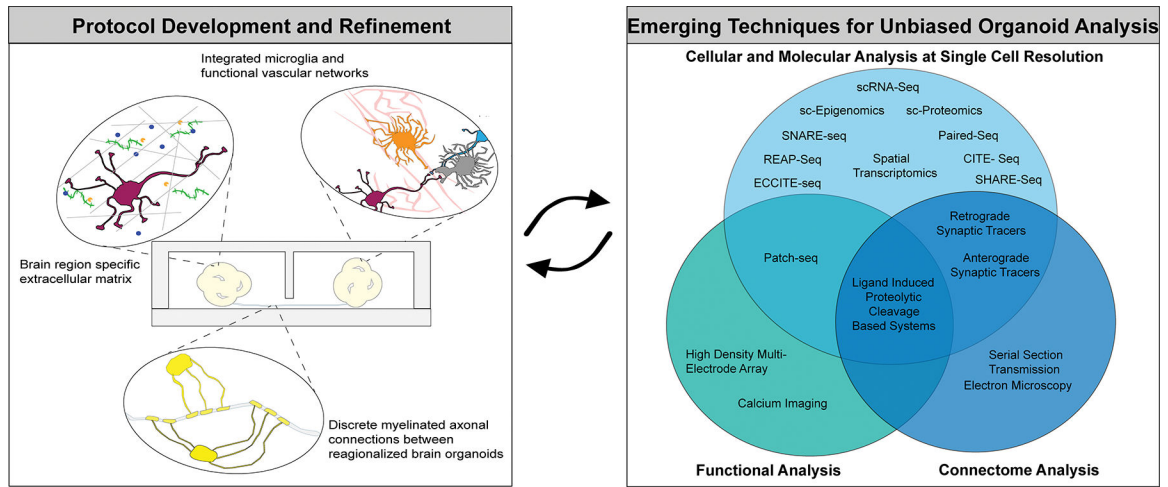 Protocol Development and Refinement
Integrated microglia and
functional vascular networks
Brain region specific
extracellular matrix
Discrete myelinated axonal
connections between
reagionalized brain organoids
Emerging Techniques for Unbiased Organoid Analysis
Cellular and Molecular Analysis at Single Cell Resolution
scRNA-Seq
sc-Epigenomics
sc-Proteomics
SNARE-seq
Paired-Seq
REAP-Seq
Spatial
Transcriptomics
CITE- Seq
ECCITE-seq
SHARE-Seq
Retrograde
Synaptic Tracers
Patch-seq
Anterograde
Synaptic Tracers
Ligand Induced
Proteolytic
Cleavage
Based Systems
High Density Multi-
Electrode Array
Calcium Imaging
Serial Section
Transmission
Electron Microscopy
Functional Analysis
Connectome Analysis